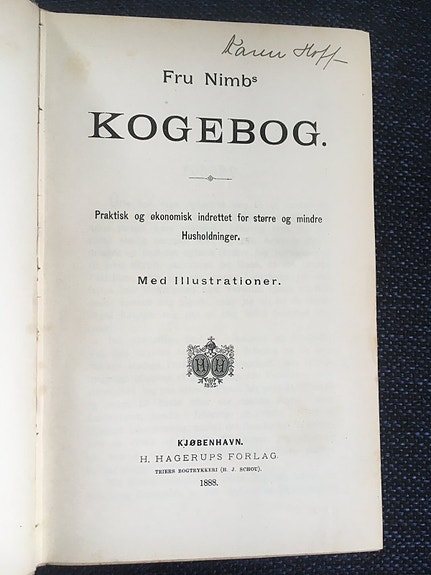 Karen Hoff
Fru Nimbs
KOGEBOG.
Praktisk og økonomisk indrettet for større og mindre
Husholdninger.
Med Illustrationer.
H H
1852
KJØBENHAVN.
H. HAGERUPS FORLAG
TRIERS BOGTRYKKERI (H. J. SCHOU).
1888.